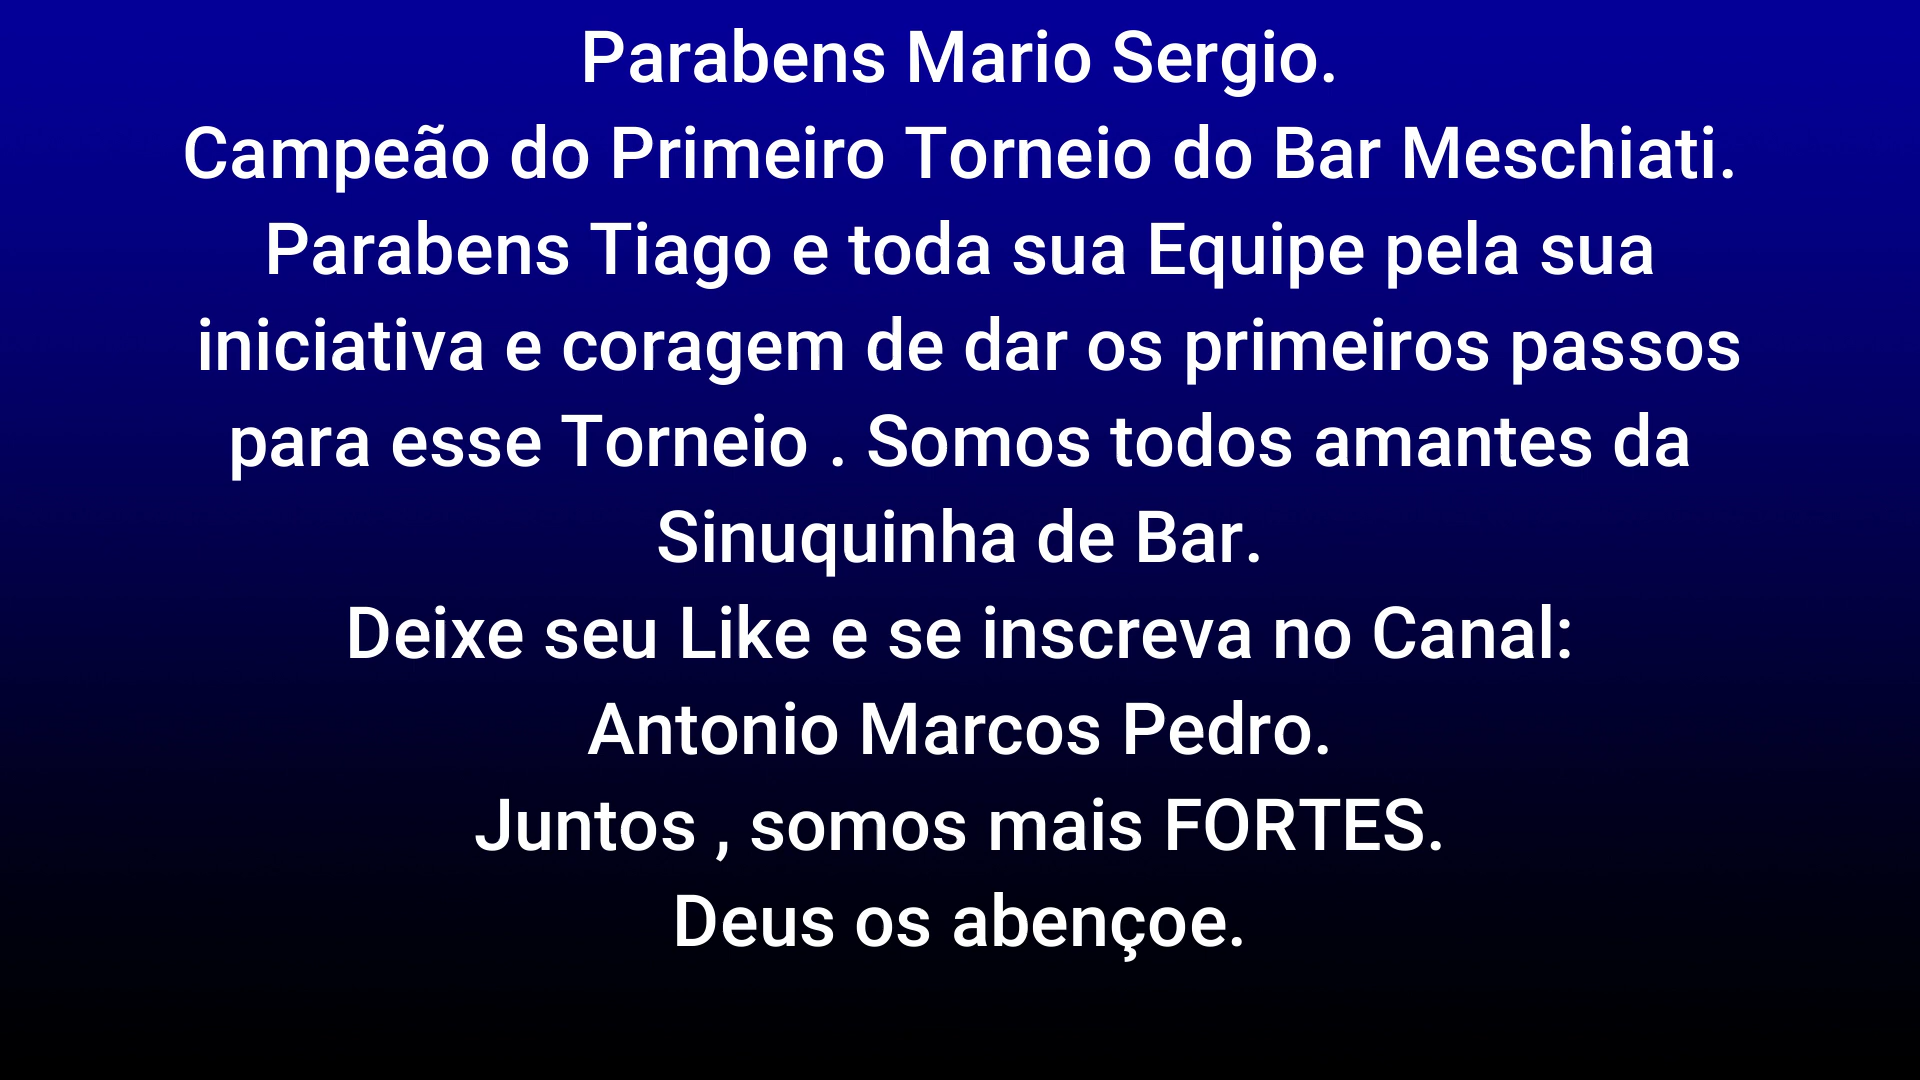 Parabens Mario Sergio.
Campeão do Primeiro Torneio do Bar Meschiati.
Parabens Tiago e toda sua Equipe pela sua
iniciativa e coragem de dar os primeiros passos
para esse Torneio . Somos todos amantes da
Sinuquinha de Bar.
Deixe seu Like e se inscreva no Canal:
Antonio Marcos Pedro.
Juntos , somos mais FORTES.
Deus os abençoe.